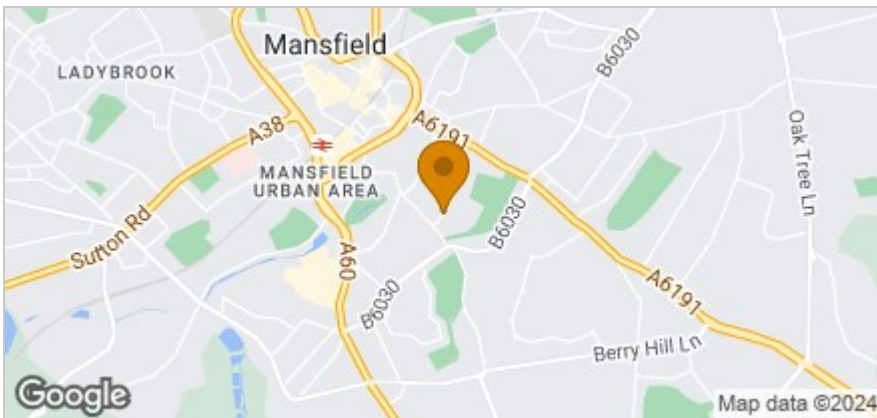 Mansfield
LADYBROOK
B6030
A38
A6191
Oak Tree Ln
MANSFIELD
URBAN AREA
Sutton Rd
A60
B6030
A6191
B6030
Berry Hill Ln
Google
Map data ©2024